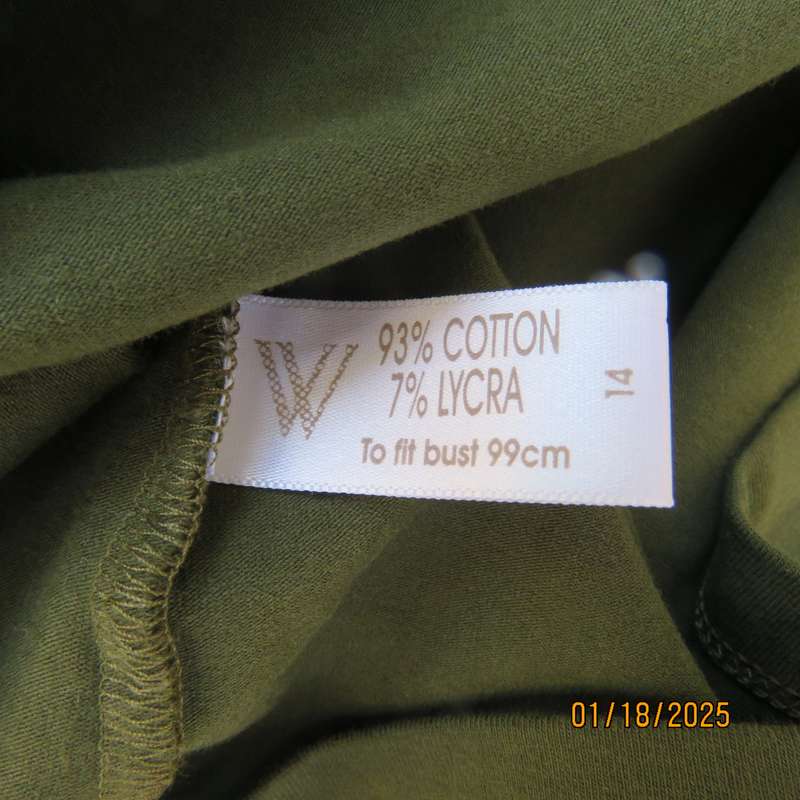 W
93% COTTON
7% LYCRA
To fit bust 99cm
14
01/18/2025